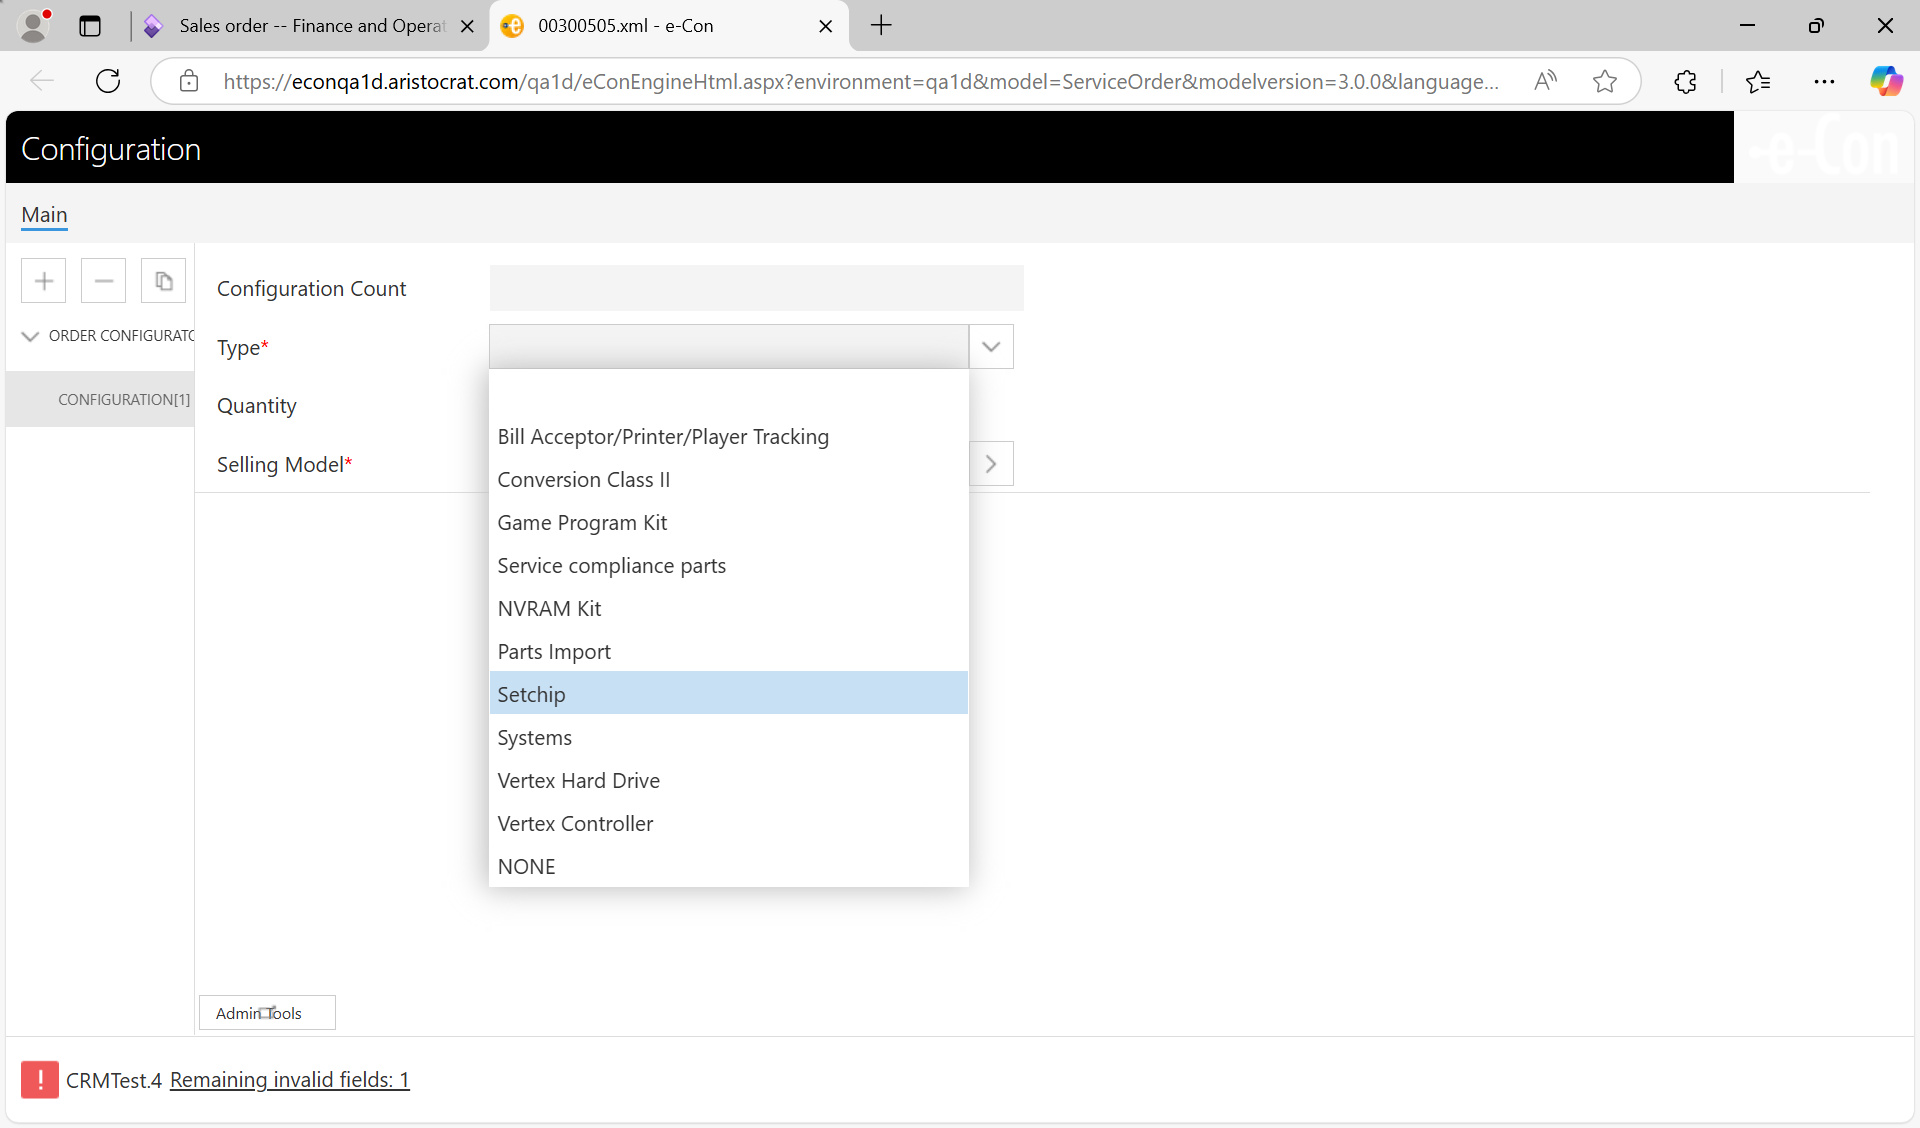 Sales order -- Finance and Operat
00300505.xml - e-Con
https://econqa1d.aristocrat.com/qa1d/eConEngineHtml.aspx?environment=qa1d&model=ServiceOrder&modelversion=3.0.0&language...
Configuration
e-Con
Main
ORDER CONFIGURATO
CONFIGURATION[1]
Configuration Count
Type*
Quantity
Selling Model*
Bill Acceptor/Printer/Player Tracking
Conversion Class II
Game Program Kit
Service compliance parts
NVRAM Kit
Parts Import
Setchip
Systems
Vertex Hard Drive
Vertex Controller
NONE
Admin Tools
CRMTest.4 Remaining invalid fields: 1